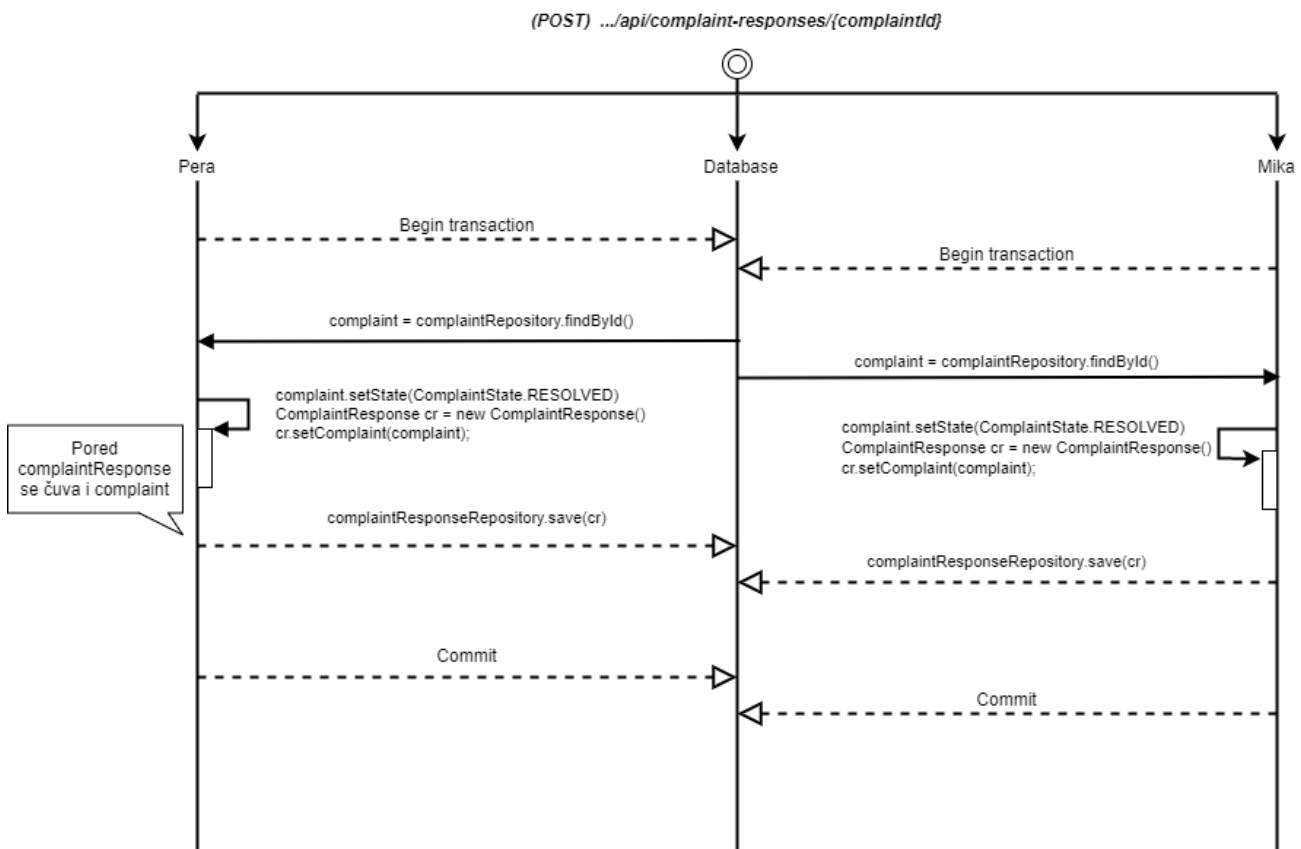 (POST) .../api/complaint-responses/{complaintId}
Pera
Database
Mika
Begin transaction
Begin transaction
complaint = complaintRepository.findById()
complaint = complaintRepository.findById()
complaint.setState(ComplaintState.RESOLVED)
ComplaintResponse cr = new ComplaintResponse()
cr.setComplaint(complaint);
complaint.setState(ComplaintState.RESOLVED)
ComplaintResponse cr = new ComplaintResponse()
cr.setComplaint(complaint);
Pored
complaintResponse
se čuva i complaint
complaintResponseRepository.save(cr)
complaintResponseRepository.save(cr)
Commit
Commit